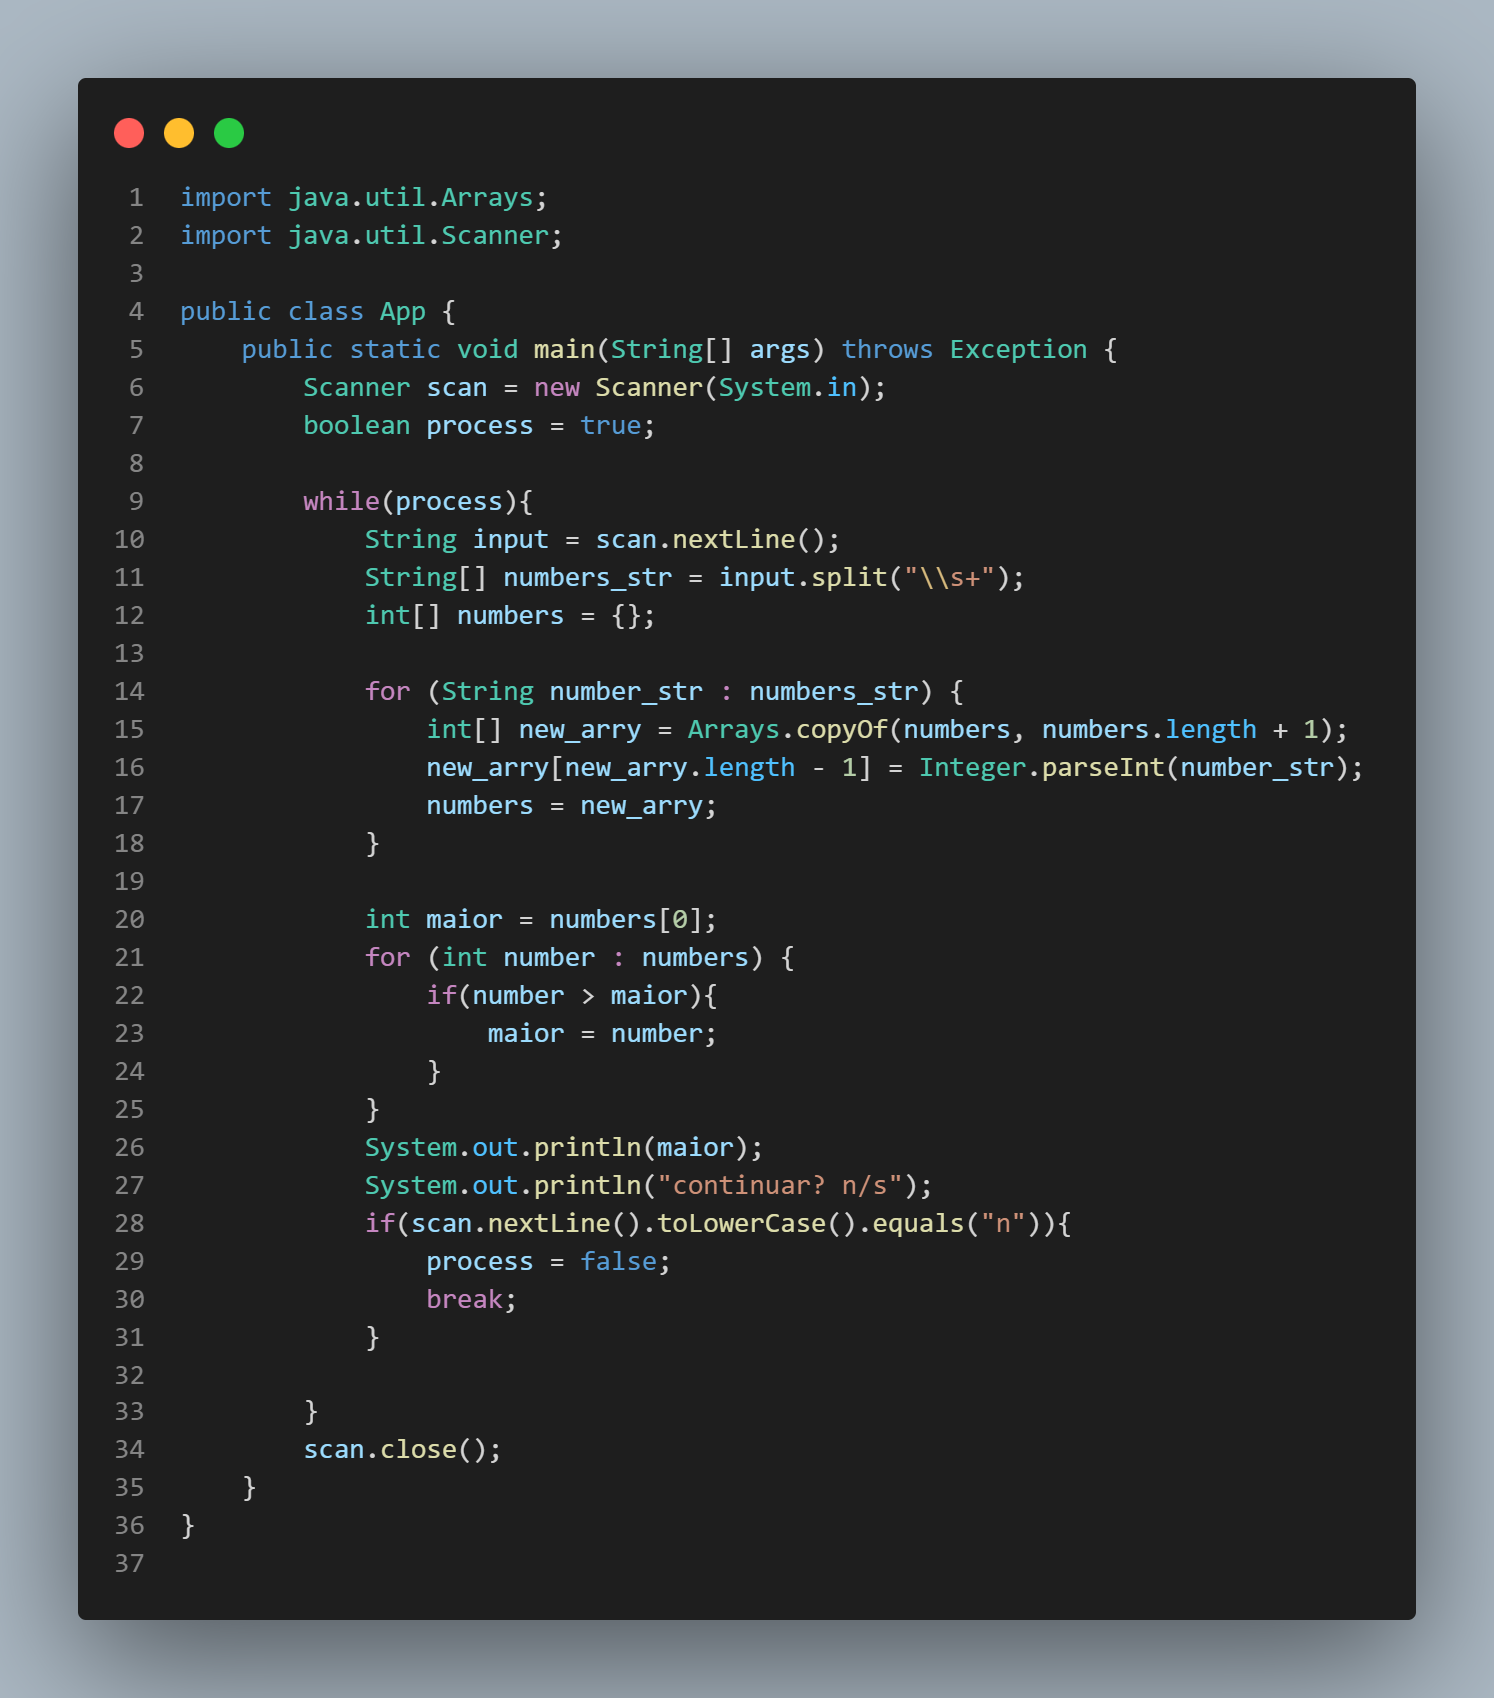 1 import java.util.Arrays;
2 import java.util.Scanner;
3
4 public class App {
5     public static void main(String[] args) throws Exception {
6         Scanner scan = new Scanner(System.in);
7         boolean process = true;
8
9         while(process){
10             String input = scan.nextLine();
11             String[] numbers_str = input.split("\\s+");
12             int[] numbers = {};
13
14             for (String number_str : numbers_str) {
15                 int[] new_arry = Arrays.copyOf(numbers, numbers.length + 1);
16                 new_arry[new_arry.length - 1] = Integer.parseInt(number_str);
17                 numbers = new_arry;
18             }
19
20             int maior = numbers[0];
21             for (int number : numbers) {
22                 if(number > maior){
23                     maior = number;
24                 }
25             }
26             System.out.println(maior);
27             System.out.println("continuar? n/s");
28             if(scan.nextLine().toLowerCase().equals("n")){
29                 process = false;
30                 break;
31             }
32
33         }
34         scan.close();
35     }
36 }
37